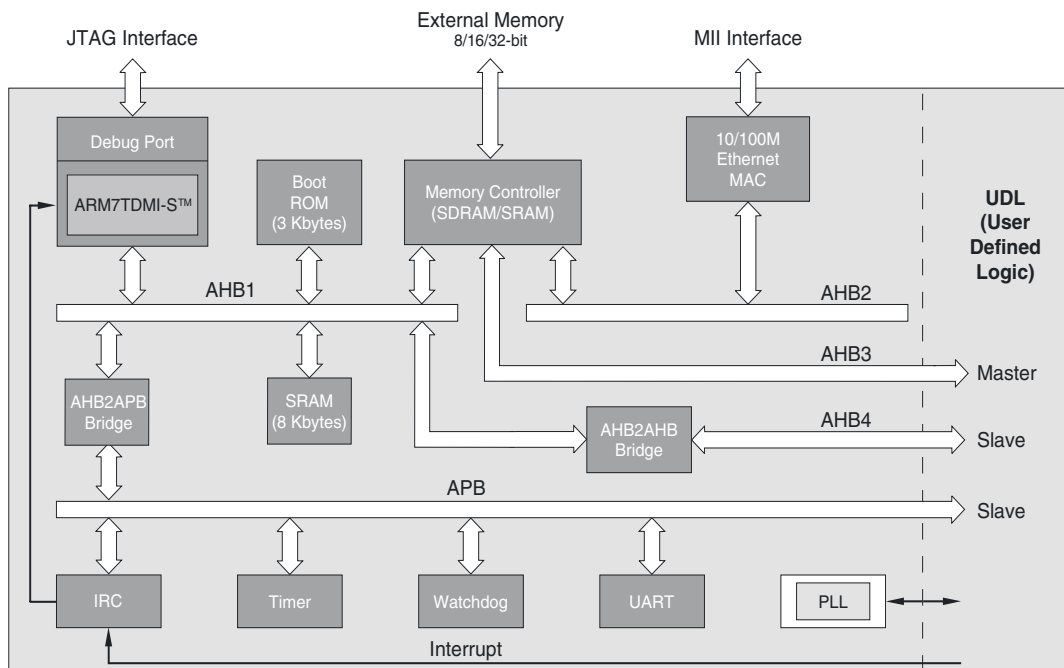 JTAG Interface
External Memory
8/16/32-bit
MII Interface
Debug Port
ARM7TDMI-S™
Boot
ROM
(3 Kbytes)
Memory Controller
(SDRAM/SRAM)
10/100M
Ethernet
MAC
UDL
(User
Defined
Logic)
AHB1
AHB2
AHB3
Master
AHB2APB
Bridge
SRAM
(8 Kbytes)
AHB2AHB
Bridge
AHB4
Slave
APB
Slave
IRC
Timer
Watchdog
UART
PLL
Interrupt